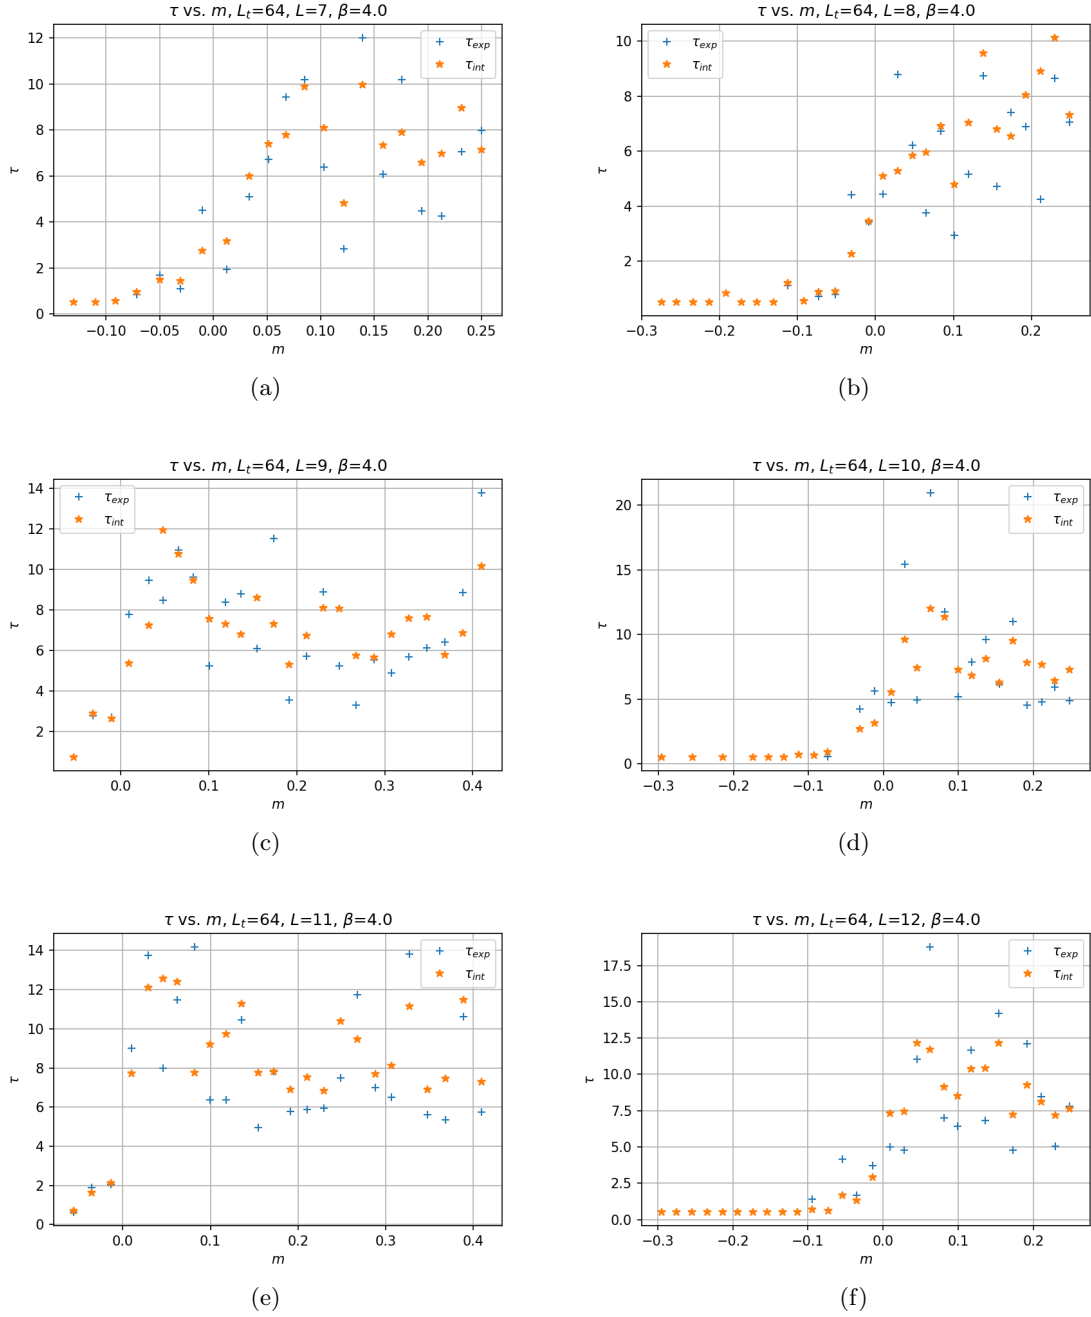 τ vs. m, L_t=64, L=7, β=4.0
τ
12
10
8
6
4
2
0
τ_exp
τ_int
−0.10 −0.05 0.00 0.05 0.10 0.15 0.20 0.25
m
(a)
τ vs. m, L_t=64, L=8, β=4.0
τ
10
8
6
4
2
τ_exp
τ_int
−0.3 −0.2 −0.1 0.0 0.1 0.2
m
(b)
τ vs. m, L_t=64, L=9, β=4.0
τ
14
12
10
8
6
4
2
τ_exp
τ_int
0.0 0.1 0.2 0.3 0.4
m
(c)
τ vs. m, L_t=64, L=10, β=4.0
τ
20
15
10
5
0
τ_exp
τ_int
−0.3 −0.2 −0.1 0.0 0.1 0.2
m
(d)
τ vs. m, L_t=64, L=11, β=4.0
τ
14
12
10
8
6
4
2
0
τ_exp
τ_int
0.0 0.1 0.2 0.3 0.4
m
(e)
τ vs. m, L_t=64, L=12, β=4.0
τ
17.5
15.0
12.5
10.0
7.5
5.0
2.5
0.0
τ_exp
τ_int
−0.3 −0.2 −0.1 0.0 0.1 0.2
m
(f)